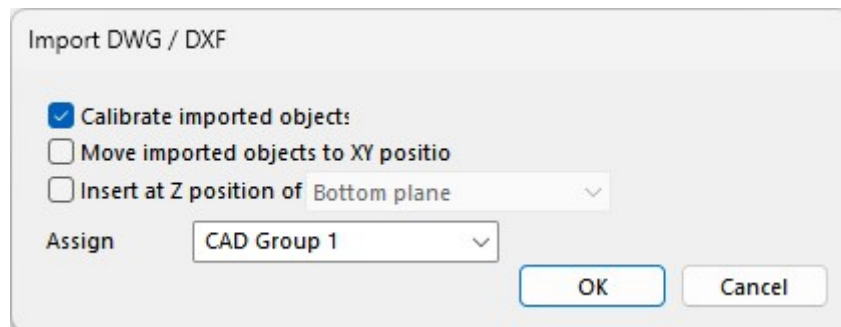 Import DWG / DXF
Calibrate imported objects
Move imported objects to XY positio
Insert at Z position of Bottom plane
Assign CAD Group 1
OK Cancel